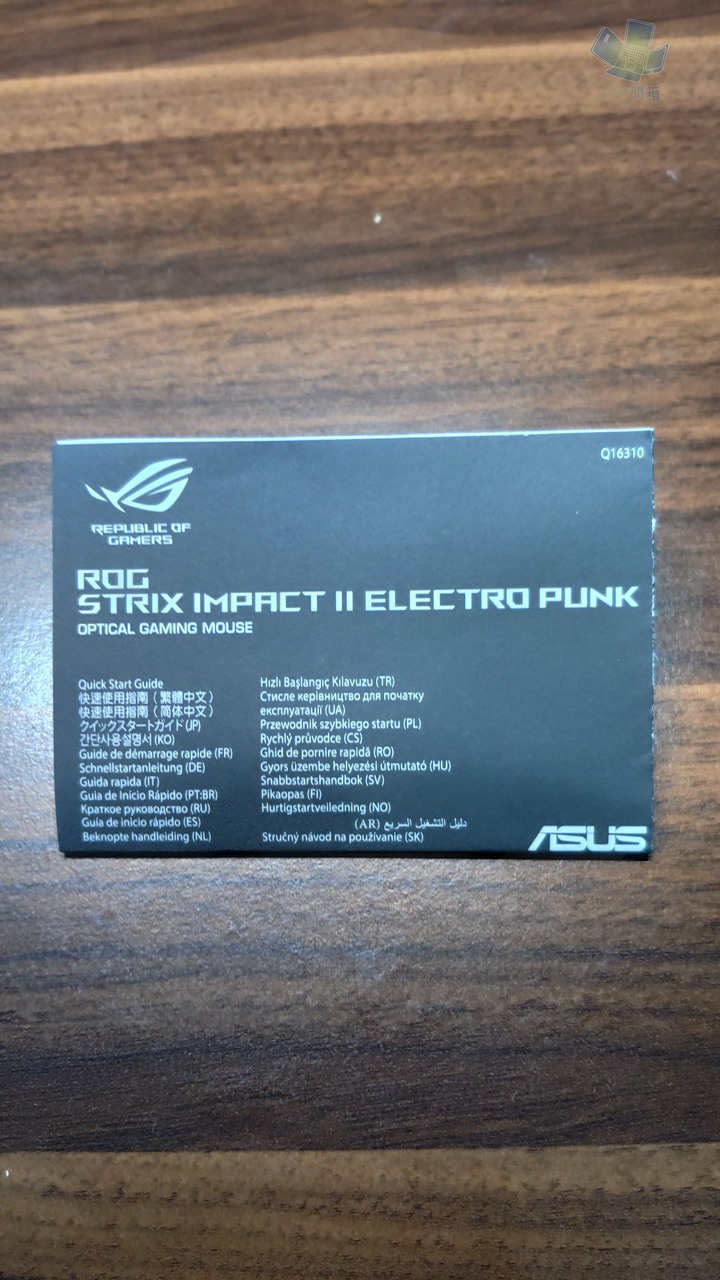 開箱
Q16310
REPUBLIC OF
GAMERS
ROG
STRIX IMPACT II ELECTRO PUNK
OPTICAL GAMING MOUSE
Quick Start Guide
快速使用指南（繁體中文）
快速使用指南（简体中文）
クイックスタートガイド (JP)
간단사용설명서 (KO)
Guide de démarrage rapide (FR)
Schnellstartanleitung (DE)
Guida rapida (IT)
Guia de Início Rápido (PT:BR)
Краткое руководство (RU)
Guía de inicio rápido (ES)
Beknopte handleiding (NL)
Hızlı Başlangıç Kılavuzu (TR)
Стисле керівництво для початку
експлуатації (UA)
Przewodnik szybkiego startu (PL)
Rychlý průvodce (CS)
Ghid de pornire rapidă (RO)
Gyors üzembe helyezési útmutató (HU)
Snabbstartshandbok (SV)
Pikaopas (FI)
Hurtigstartveiledning (NO)
دليل التشغيل السريع (AR)
Stručný návod na používanie (SK)
ASUS